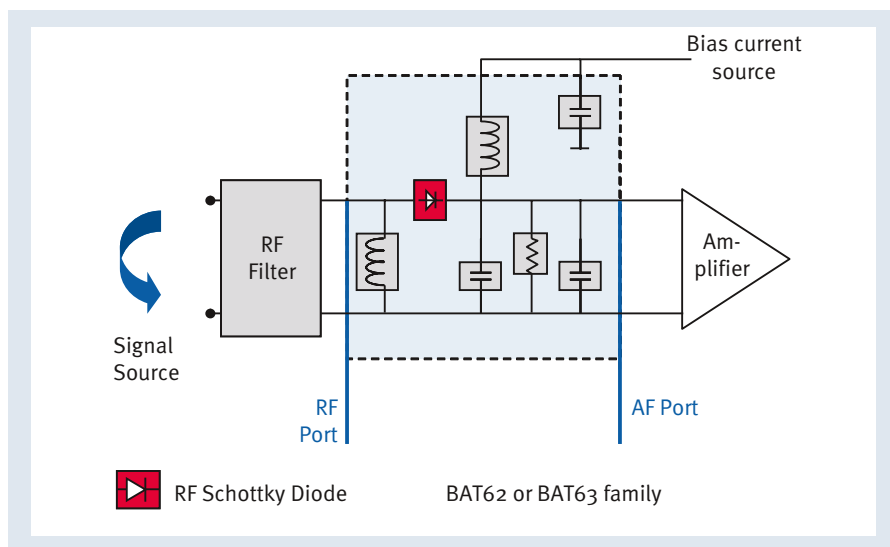 Bias current
source
RF
Filter
Am-
plifier
Signal
Source
RF
Port
AF Port
RF Schottky Diode
BAT62 or BAT63 family